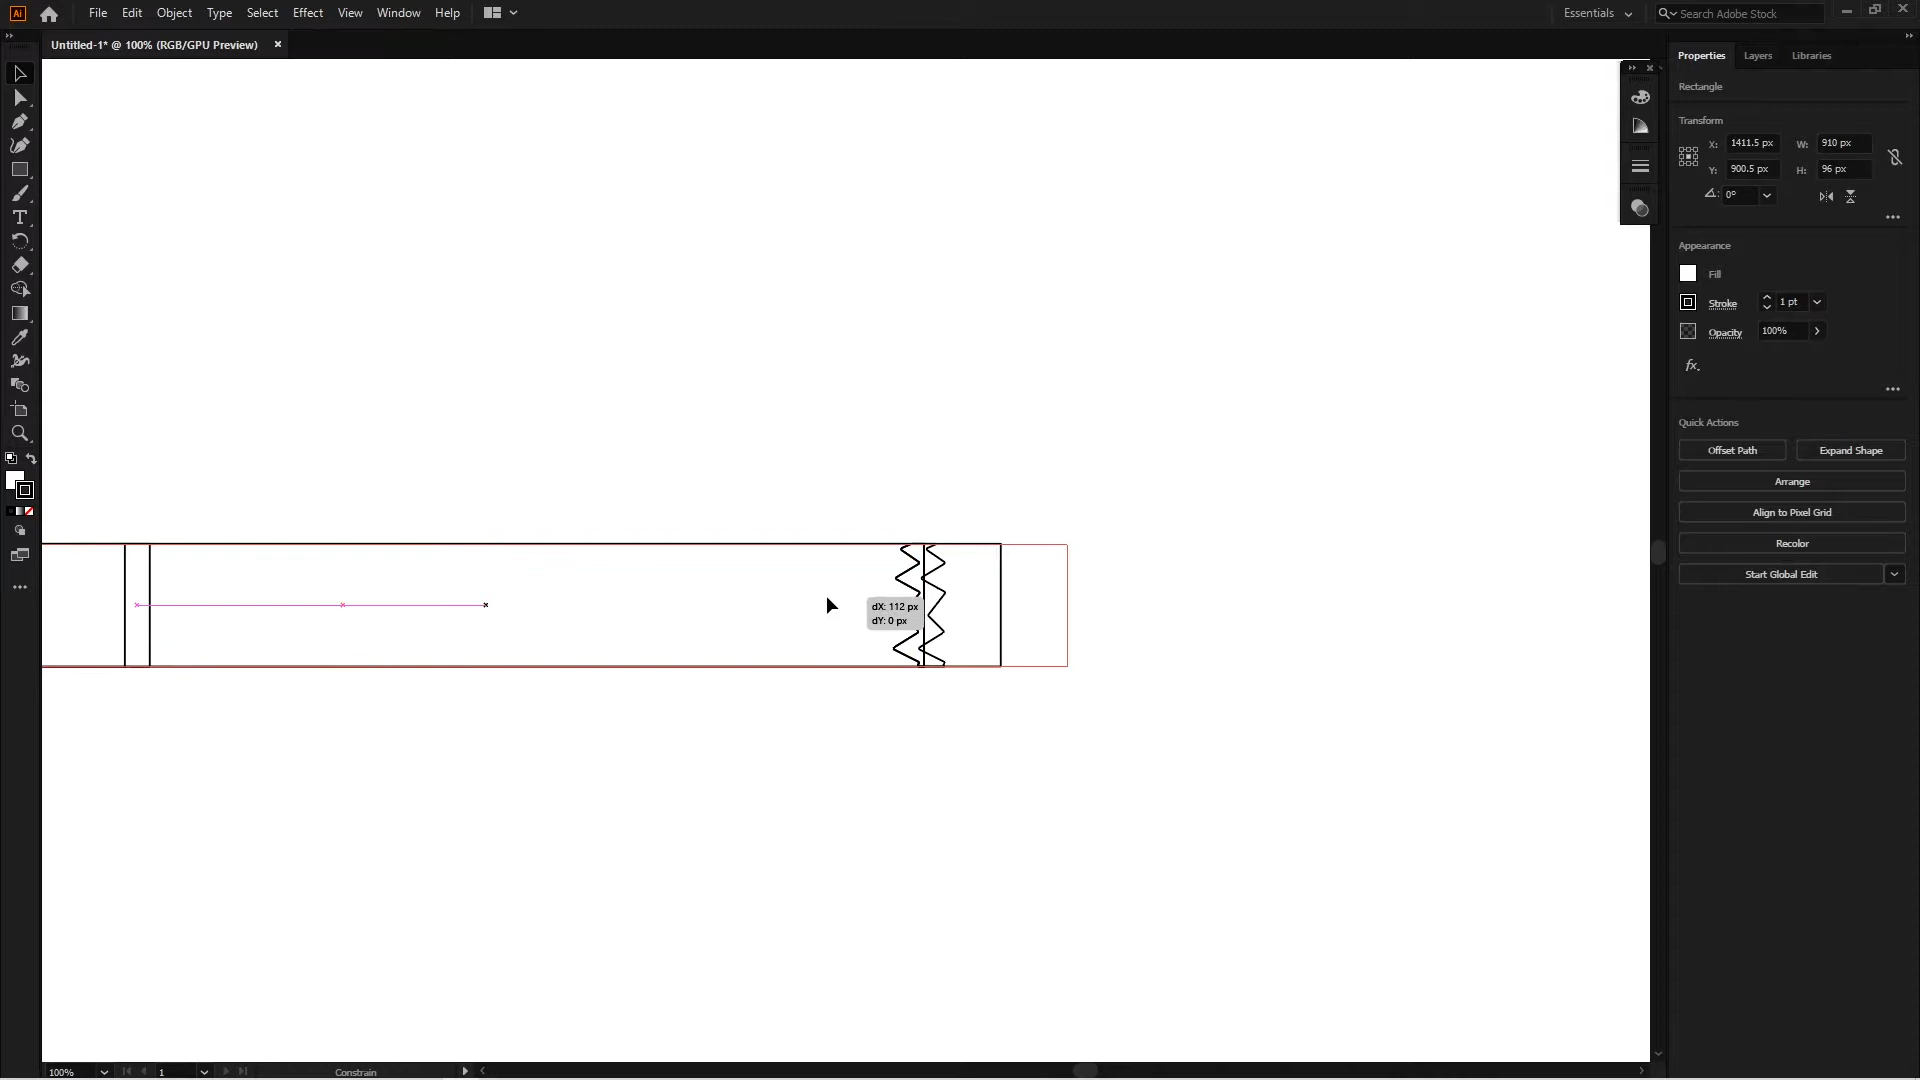 Ai File Edit Object Type Select Effect View Window Help Essentials Search Adobe Stock
Untitled-1* @ 100% (RGB/GPU Preview)
Properties Layers Libraries
Rectangle
Transform
X: 1411.5 px W: 910 px
Y: 900.5 px H: 96 px
0°
Appearance
Fill
Stroke 1 pt
Opacity 100%
fx.
Quick Actions
Offset Path Expand Shape
Arrange
Align to Pixel Grid
Recolor
Start Global Edit
dX: 112 px
dY: 0 px
100% 1 Constrain